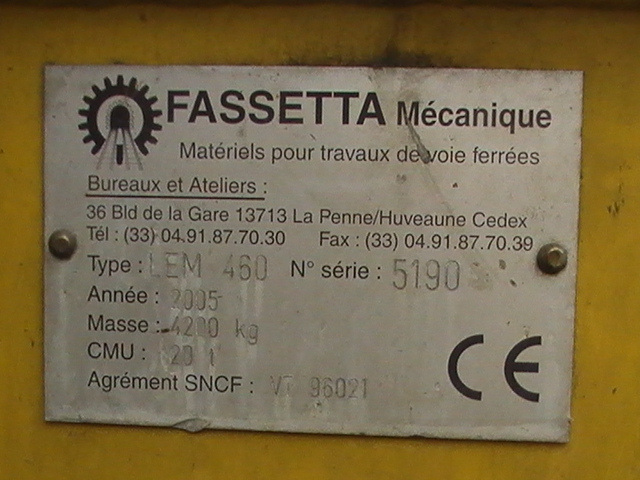 FASSETTA Mécanique
Matériels pour travaux de voie ferrées
Bureaux et Ateliers :
36 Bld de la Gare 13713 La Penne/Huveaune Cedex
Tél : (33) 04.91.87.70.30 Fax : (33) 04.91.87.70.39
Type : LEM 460 N° série : 5190
Année : 2005
Masse : 4200 kg
CMU : 20 t
Agrément SNCF : 96021
CE